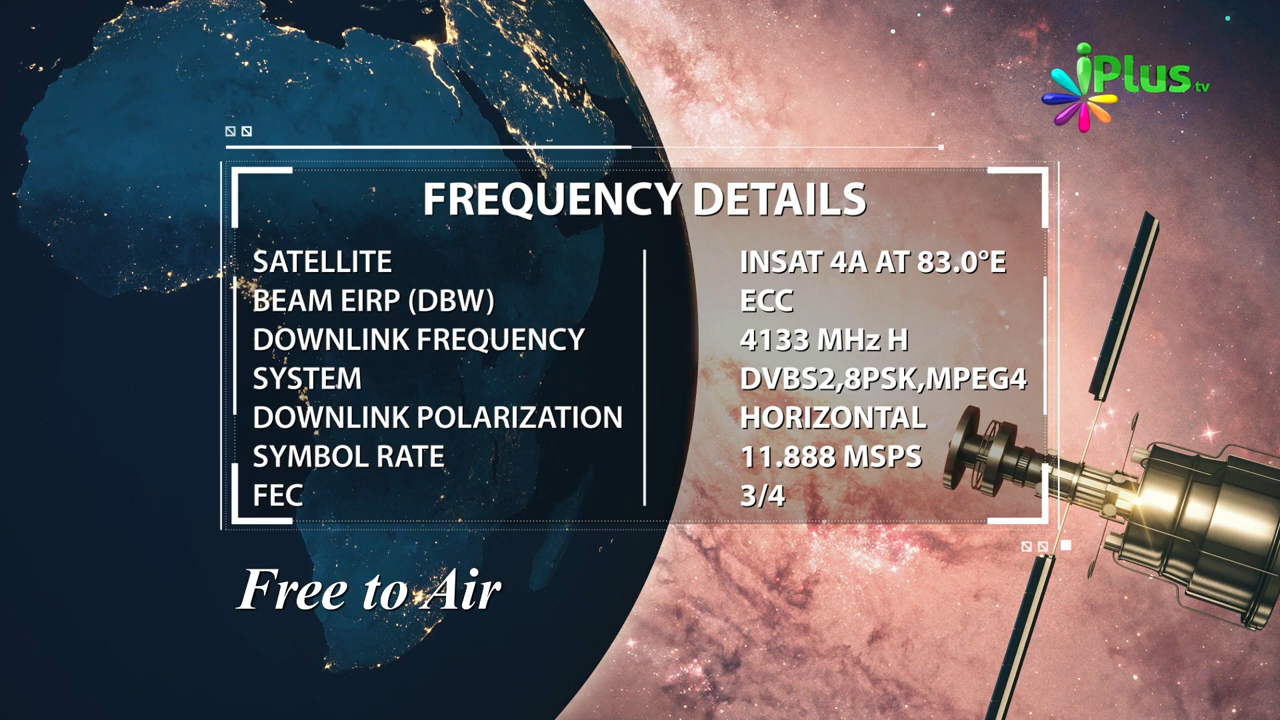 iPlus tv
FREQUENCY DETAILS
SATELLITE INSAT 4A AT 83.0°E
BEAM EIRP (DBW) ECC
DOWNLINK FREQUENCY 4133 MHz H
SYSTEM DVBS2,8PSK,MPEG4
DOWNLINK POLARIZATION HORIZONTAL
SYMBOL RATE 11.888 MSPS
FEC 3/4
Free to Air